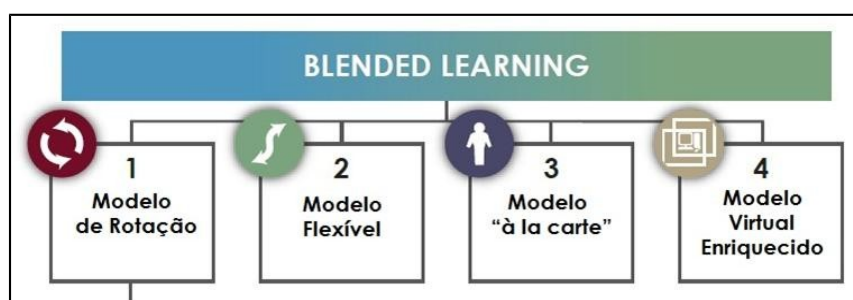 BLENDED LEARNING
1
Modelo
de Rotação
2
Modelo
Flexível
3
Modelo
“à la carte”
4
Modelo
Virtual
Enriquecido